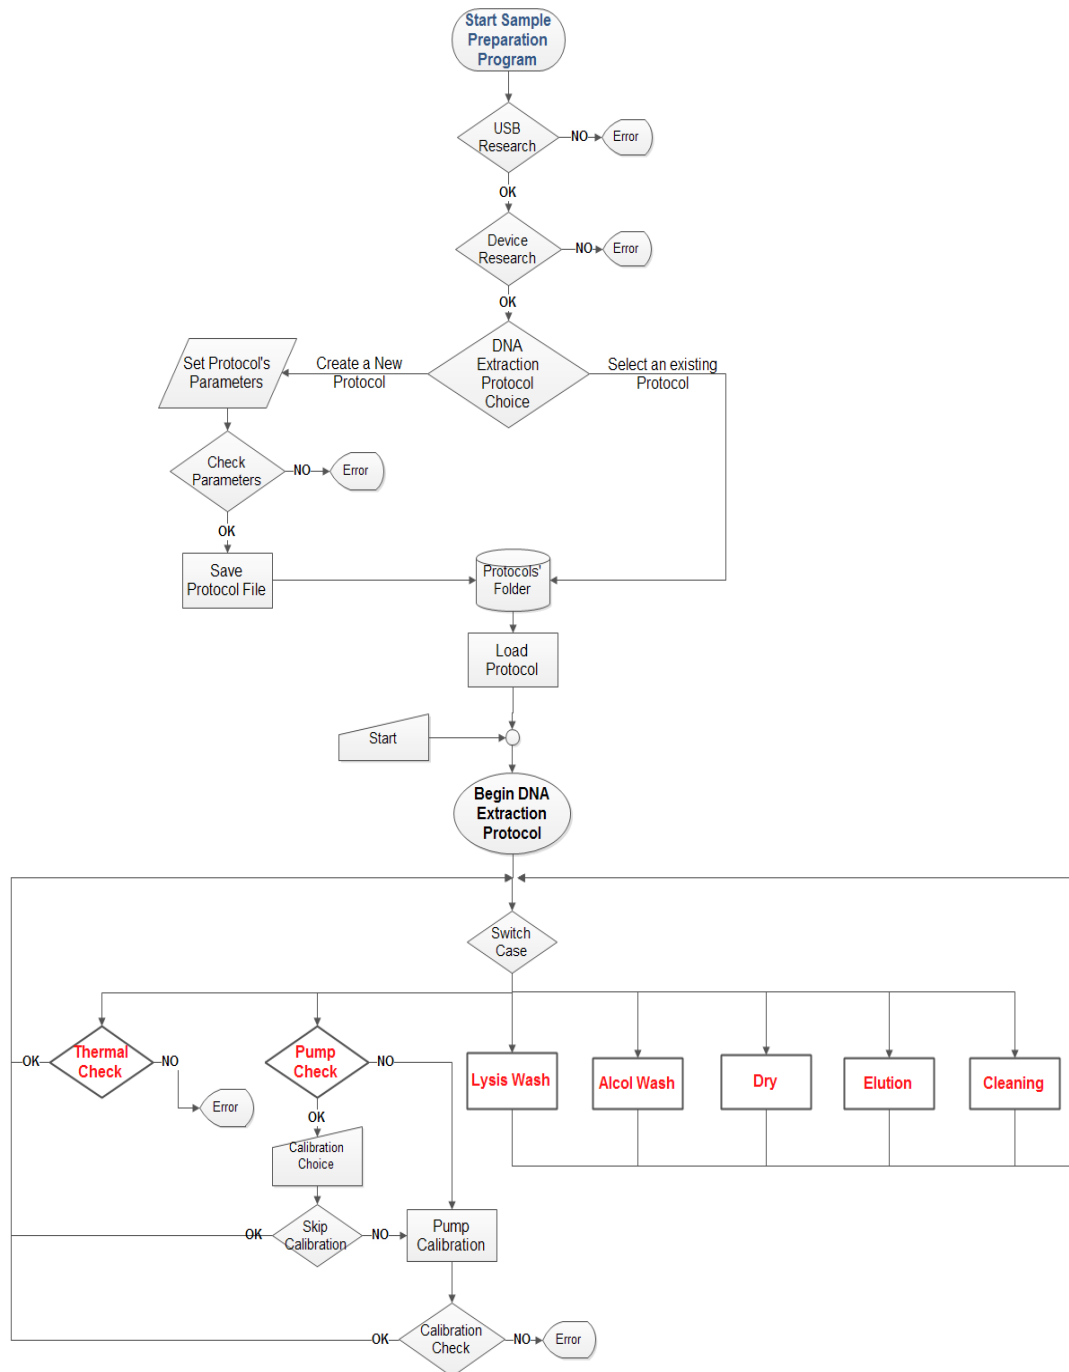 Start Sample
Preparation
Program
USB
Research
NO
Error
OK
Device
Research
NO
Error
OK
DNA
Extraction
Protocol
Choice
Create a New
Protocol
Select an existing
Protocol
Set Protocol's
Parameters
Check
Parameters
NO
Error
OK
Save
Protocol File
Protocols'
Folder
Load
Protocol
Start
Begin DNA
Extraction
Protocol
Switch
Case
OK
Thermal
Check
NO
Error
Pump
Check
NO
OK
Lysis Wash
Alcol Wash
Dry
Elution
Cleaning
Calibration
Choice
OK
Skip
Calibration
NO
Pump
Calibration
OK
Calibration
Check
NO
Error